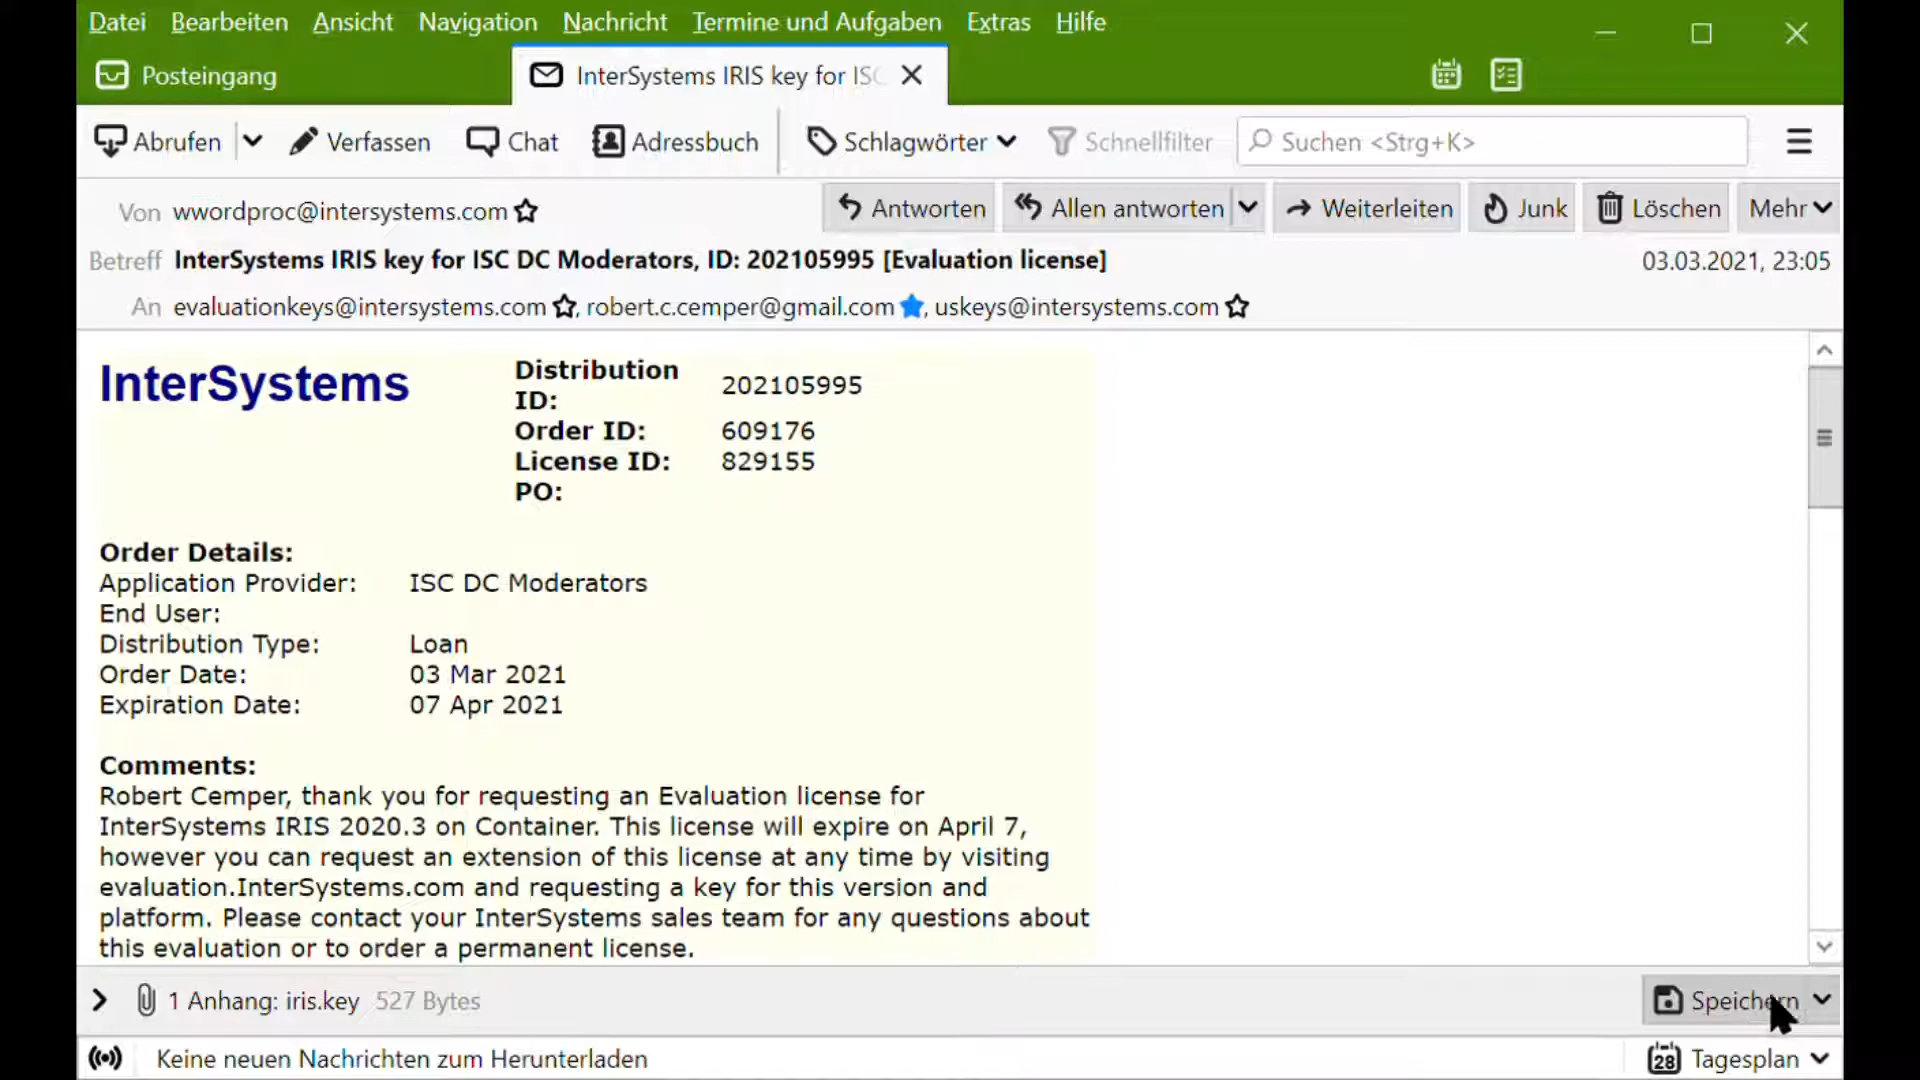 Datei Bearbeiten Ansicht Navigation Nachricht Termine und Aufgaben Extras Hilfe
Posteingang InterSystems IRIS key for ISC
Abrufen Verfassen Chat Adressbuch Schlagwörter Schnellfilter Suchen <Strg+K>
Von wwordproc@intersystems.com Antworten Allen antworten Weiterleiten Junk Löschen Mehr
Betreff InterSystems IRIS key for ISC DC Moderators, ID: 202105995 [Evaluation license] 03.03.2021, 23:05
An evaluationkeys@intersystems.com, robert.c.cemper@gmail.com, uskeys@intersystems.com
InterSystems
Distribution
ID: 202105995
Order ID: 609176
License ID: 829155
PO:
Order Details:
Application Provider: ISC DC Moderators
End User:
Distribution Type: Loan
Order Date: 03 Mar 2021
Expiration Date: 07 Apr 2021
Comments:
Robert Cemper, thank you for requesting an Evaluation license for
InterSystems IRIS 2020.3 on Container. This license will expire on April 7,
however you can request an extension of this license at any time by visiting
evaluation.InterSystems.com and requesting a key for this version and
platform. Please contact your InterSystems sales team for any questions about
this evaluation or to order a permanent license.
1 Anhang: iris.key 527 Bytes Speichern
Keine neuen Nachrichten zum Herunterladen 28 Tagesplan